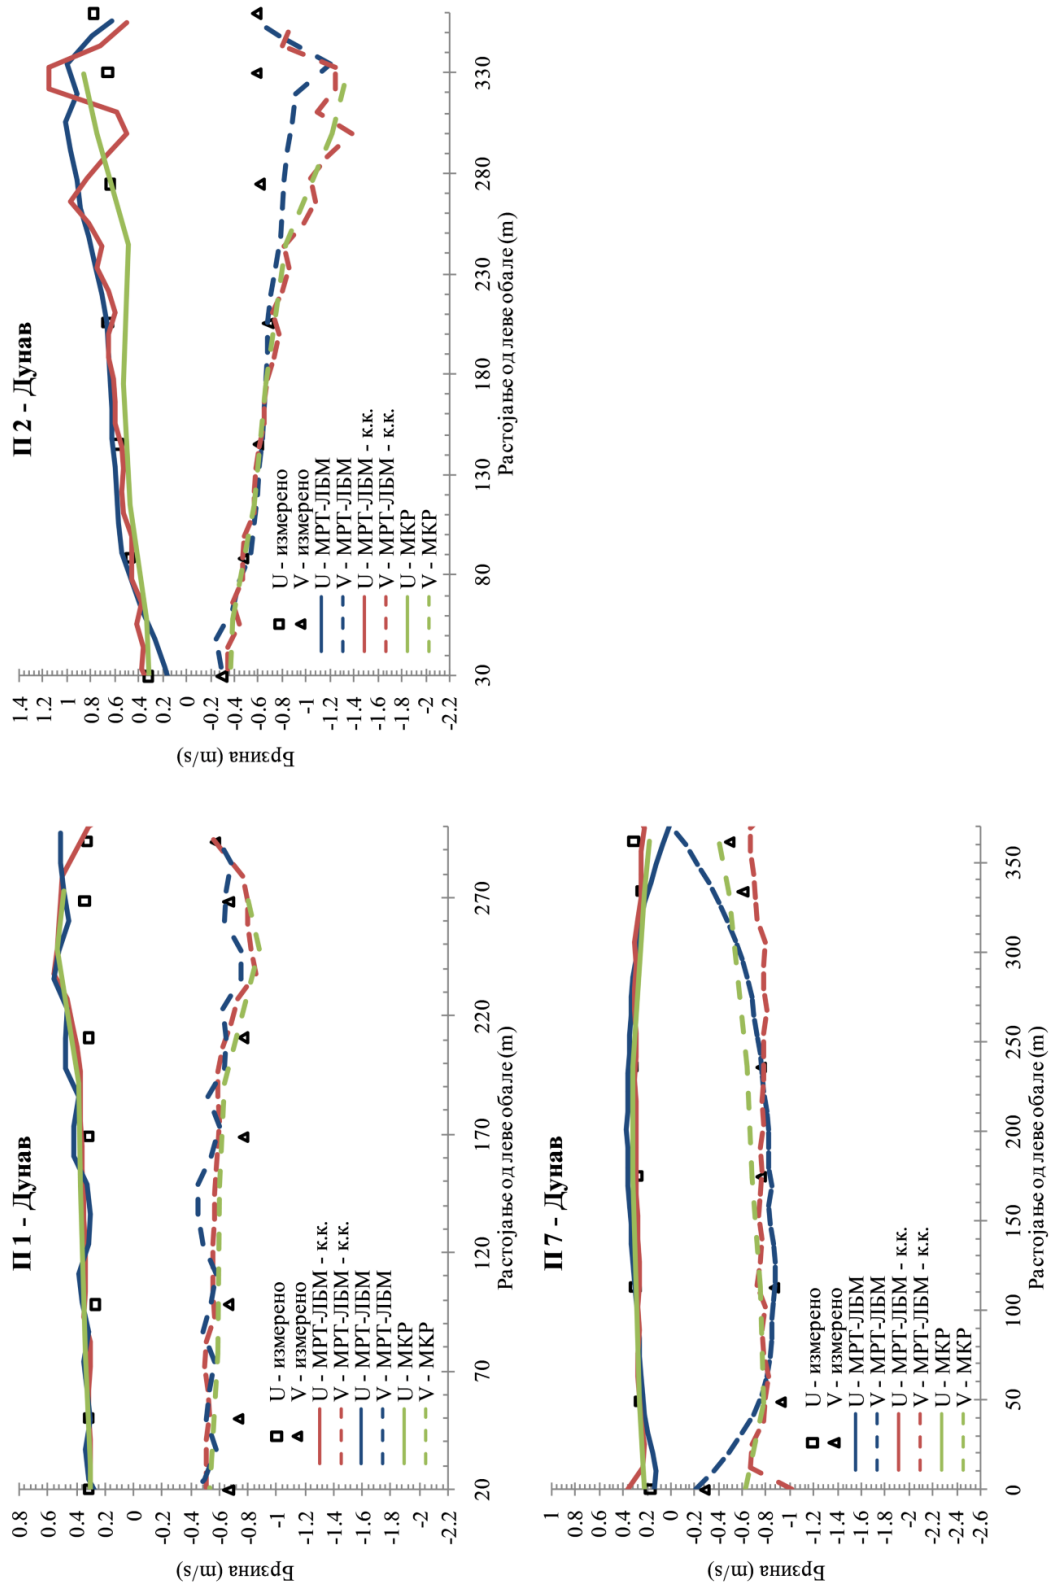 П 1 - Дунав
1
0.8
0.6
0.4
0.2
0
-0.2
-0.4
-0.6
-0.8
-1
-1.2
-1.4
-1.6
-1.8
-2
-2.2
Брзина (m/s)
20
70
120
170
220
270
Растојање од леве обале (m)
U - измерено
V - измерено
U - МРТ-ЛБМ - к.к.
V - МРТ-ЛБМ - к.к.
U - МРТ-ЛБМ
V - МРТ-ЛБМ
U - МКР
V - МКР
П 2 - Дунав
1.4
1.2
1
0.8
0.6
0.4
0.2
0
-0.2
-0.4
-0.6
-0.8
-1
-1.2
-1.4
-1.6
-1.8
-2
-2.2
Брзина (m/s)
30
80
130
180
230
280
330
Растојање од леве обале (m)
U - измерено
V - измерено
U - МРТ-ЛБМ
V - МРТ-ЛБМ
U - МРТ-ЛБМ - к.к.
V - МРТ-ЛБМ - к.к.
U - МКР
V - МКР
П 7 - Дунав
1
0.8
0.6
0.4
0.2
0
-0.2
-0.4
-0.6
-0.8
-1
-1.2
-1.4
-1.6
-1.8
-2
-2.2
-2.4
-2.6
Брзина (m/s)
0
50
100
150
200
250
300
350
Растојање од леве обале (m)
U - измерено
V - измерено
U - МРТ-ЛБМ
V - МРТ-ЛБМ
U - МРТ-ЛБМ - к.к.
V - МРТ-ЛБМ - к.к.
U - МКР
V - МКР